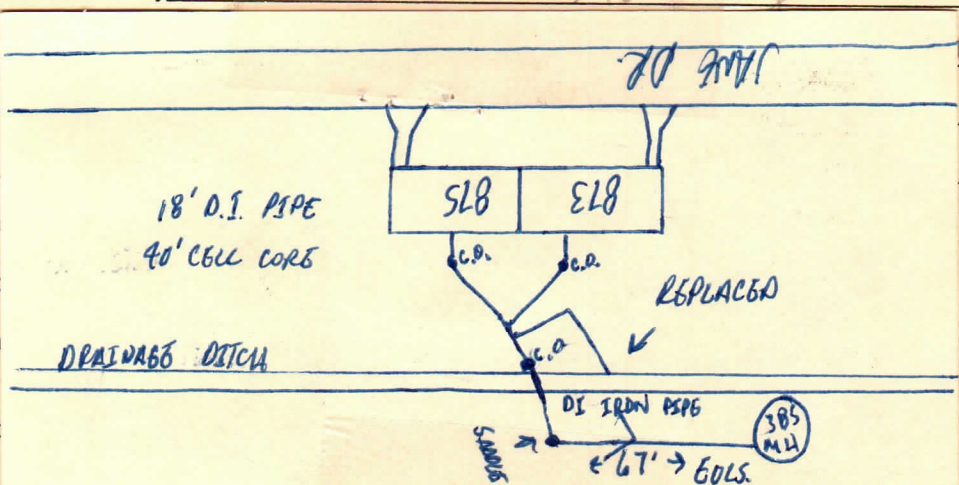 JANE DR.
18' D.I. PIPE
40' CELL CORE
875
873
C.O.
C.O.
REPLACED
DRAINAGE DITCH
C.O
DI IRON PIPE
SADDLE
67'
EOLS.
385
MH